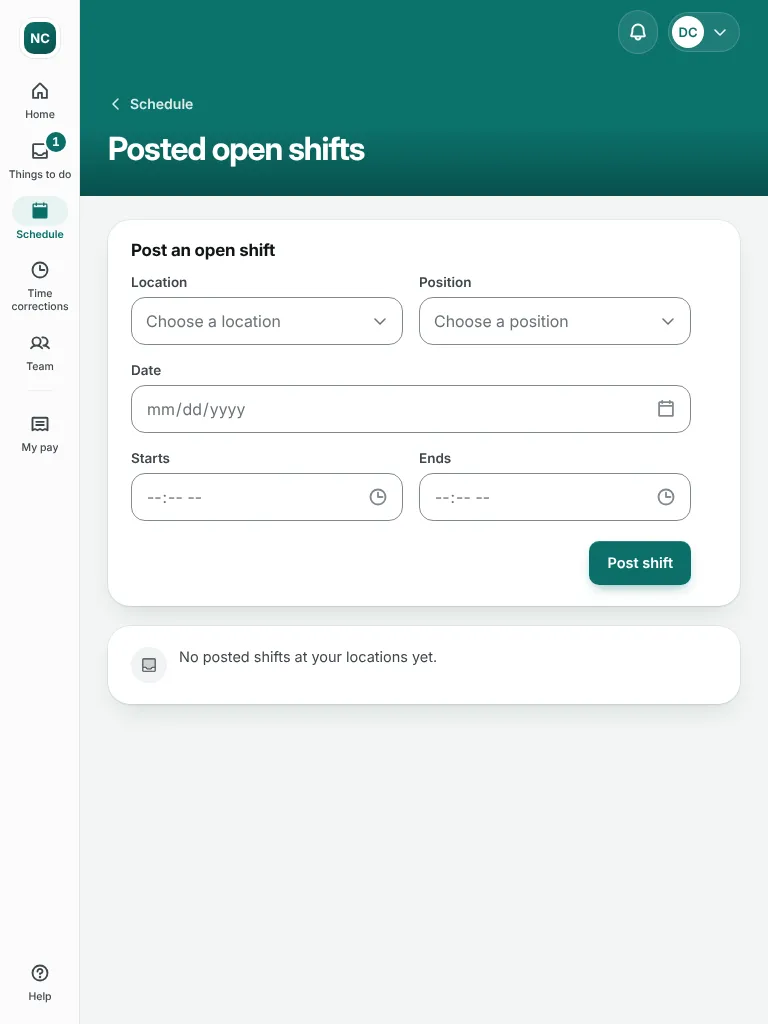 NC
Home
1
Things to do
Schedule
Time
corrections
Team
My pay
Help
DC
Schedule
Posted open shifts
Post an open shift
Location
Position
Choose a location
Choose a position
Date
mm/dd/yyyy
Starts
Ends
--:-- --
--:-- --
Post shift
No posted shifts at your locations yet.